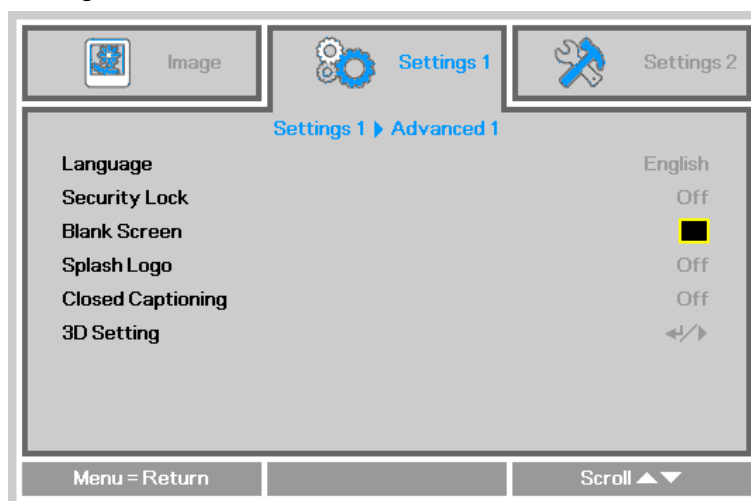 Image
Settings 1
Settings 2
Settings 1 Advanced 1
Language English
Security Lock Off
Blank Screen
Splash Logo Off
Closed Captioning Off
3D Setting
Menu = Return
Scroll